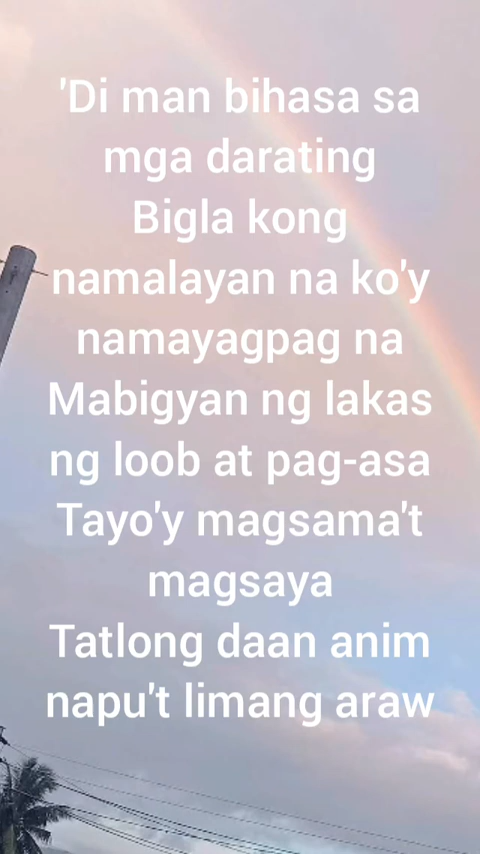 'Di man bihasa sa
mga darating
Bigla kong
namalayan na ko'y
namayagpag na
Mabigyan ng lakas
ng loob at pag-asa
Tayo'y magsama't
magsaya
Tatlong daan anim
napu't limang araw